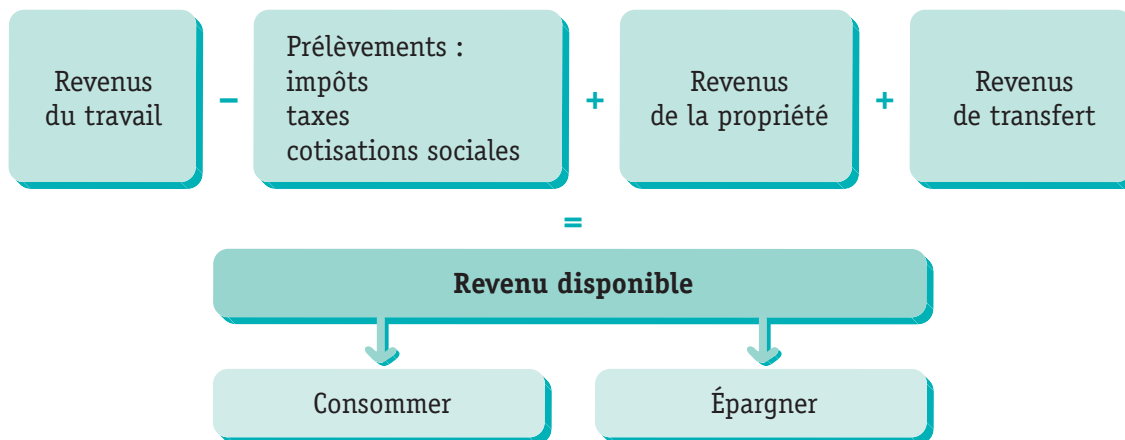 Revenus
du travail
–
Prélèvements :
impôts
taxes
cotisations sociales
+
Revenus
de la propriété
+
Revenus
de transfert
=
Revenu disponible
Consommer
Épargner